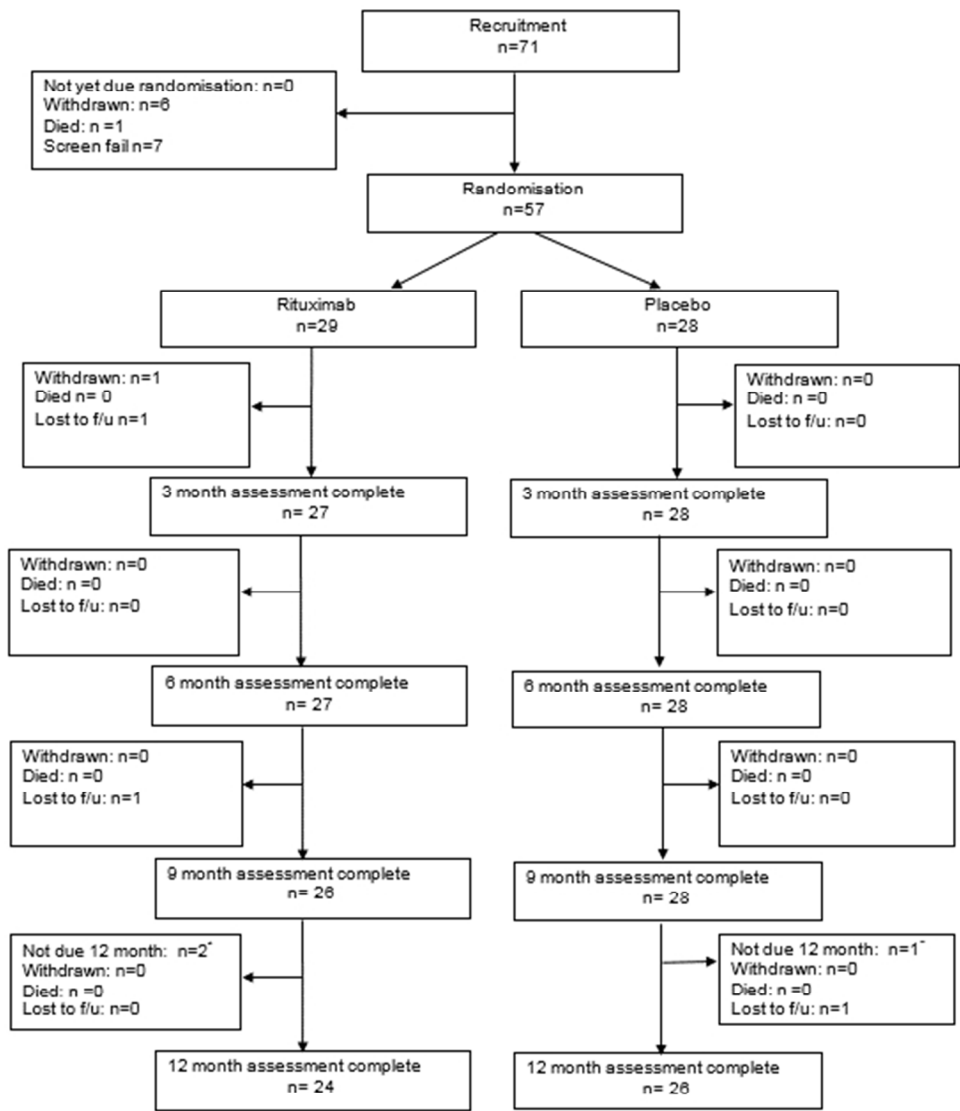 Recruitment
n=71
Not yet due randomisation: n=0
Withdrawn: n=6
Died: n =1
Screen fail n=7
Randomisation
n=57
Rituximab
n=29
Placebo
n=28
Withdrawn: n=1
Died n= 0
Lost to f/u n=1
Withdrawn: n=0
Died: n =0
Lost to f/u: n=0
3 month assessment complete
n= 27
3 month assessment complete
n= 28
Withdrawn: n=0
Died: n =0
Lost to f/u: n=0
Withdrawn: n=0
Died: n =0
Lost to f/u: n=0
6 month assessment complete
n= 27
6 month assessment complete
n= 28
Withdrawn: n=0
Died: n =0
Lost to f/u: n=1
Withdrawn: n=0
Died: n =0
Lost to f/u: n=0
9 month assessment complete
n= 26
9 month assessment complete
n= 28
Not due 12 month: n=2*
Withdrawn: n=0
Died: n =0
Lost to f/u: n=0
Not due 12 month: n=1*
Withdrawn: n=0
Died: n =0
Lost to f/u: n=1
12 month assessment complete
n= 24
12 month assessment complete
n= 26